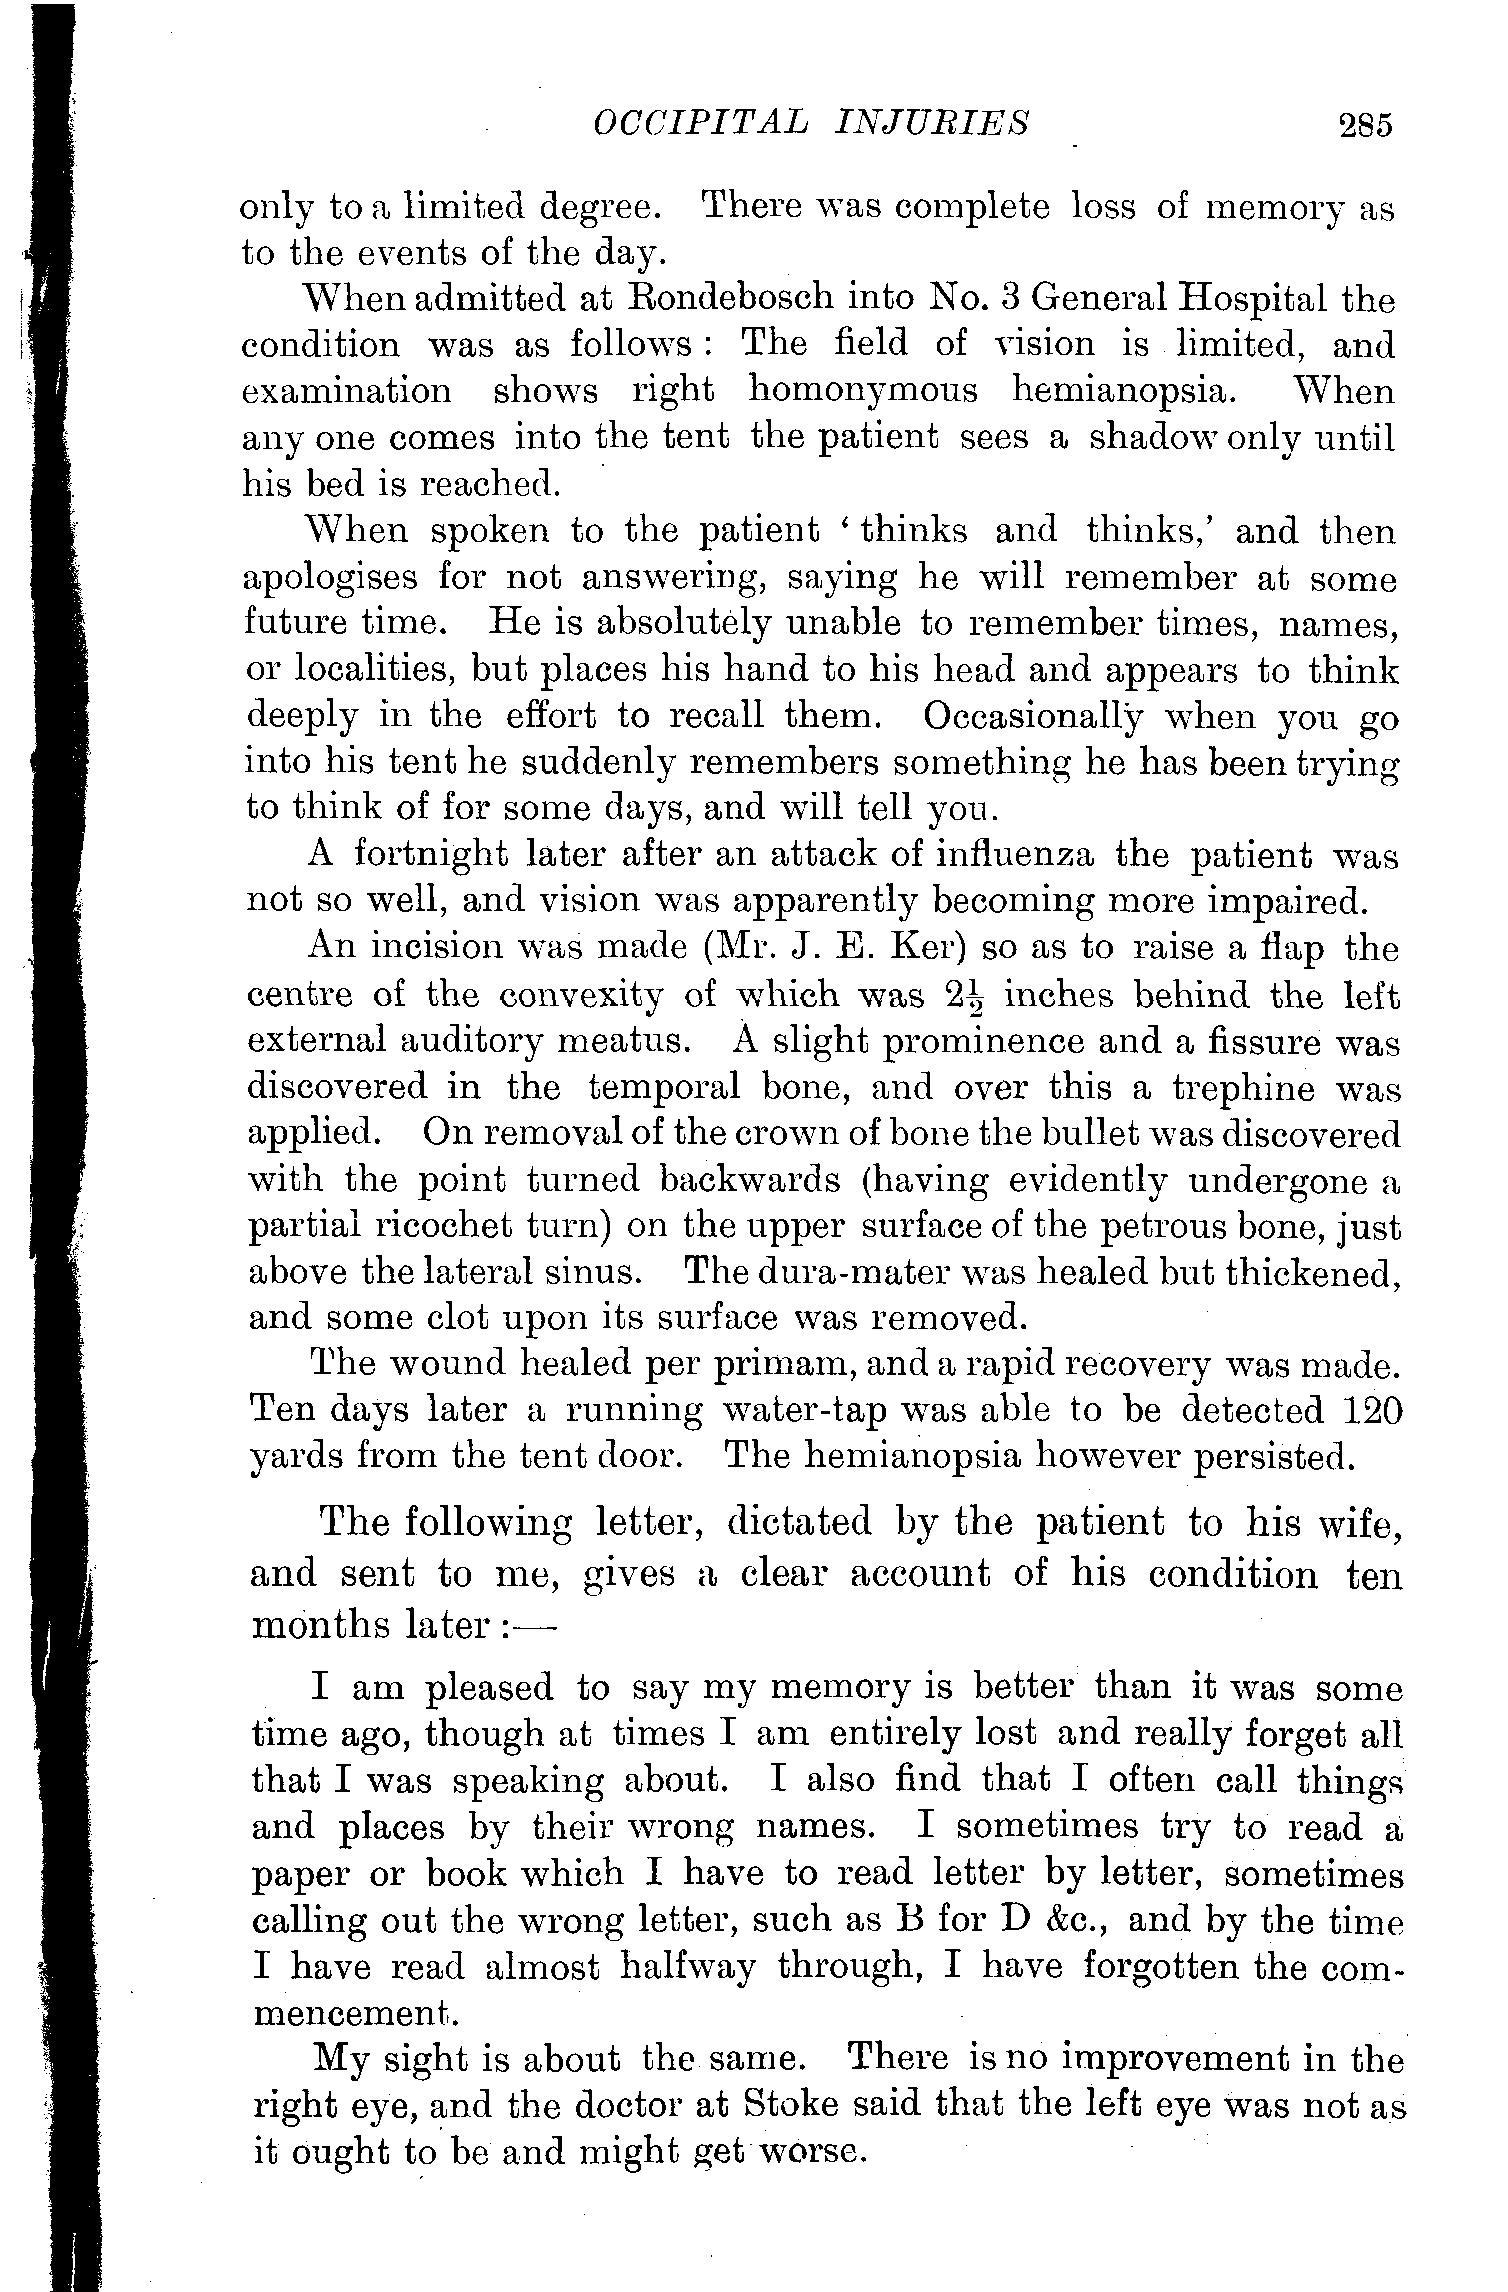 OCCIPITAL INJURIES 285
only to a limited degree. There was complete loss of memory as
to the events of the day.
When admitted at Rondebosch into No. 3 General Hospital the
condition was as follows : The field of vision is limited, and
examination shows right homonymous hemianopsia. When
any one comes into the tent the patient sees a shadow only until
his bed is reached.
When spoken to the patient ‘ thinks and thinks,’ and then
apologises for not answering, saying he will remember at some
future time. He is absolutely unable to remember times, names,
or localities, but places his hand to his head and appears to think
deeply in the effort to recall them. Occasionally when you go
into his tent he suddenly remembers something he has been trying
to think of for some days, and will tell you.
A fortnight later after an attack of influenza the patient was
not so well, and vision was apparently becoming more impaired.
An incision was made (Mr. J. E. Ker) so as to raise a flap the
centre of the convexity of which was 2½ inches behind the left
external auditory meatus. A slight prominence and a fissure was
discovered in the temporal bone, and over this a trephine was
applied. On removal of the crown of bone the bullet was discovered
with the point turned backwards (having evidently undergone a
partial ricochet turn) on the upper surface of the petrous bone, just
above the lateral sinus. The dura-mater was healed but thickened,
and some clot upon its surface was removed.
The wound healed per primam, and a rapid recovery was made.
Ten days later a running water-tap was able to be detected 120
yards from the tent door. The hemianopsia however persisted.
The following letter, dictated by the patient to his wife,
and sent to me, gives a clear account of his condition ten
months later :—
I am pleased to say my memory is better than it was some
time ago, though at times I am entirely lost and really forget all
that I was speaking about. I also find that I often call things
and places by their wrong names. I sometimes try to read a
paper or book which I have to read letter by letter, sometimes
calling out the wrong letter, such as B for D &c., and by the time
I have read almost halfway through, I have forgotten the com-
mencement.
My sight is about the same. There is no improvement in the
right eye, and the doctor at Stoke said that the left eye was not as
it ought to be and might get worse.